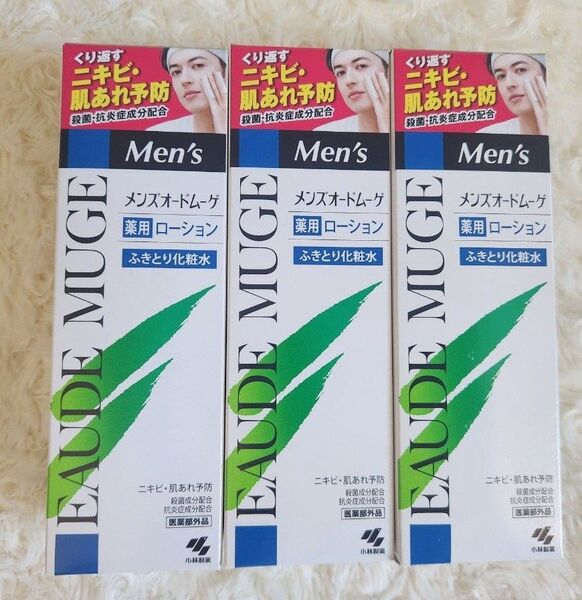 くり返す
ニキビ・
肌あれ予防
殺菌・抗炎症成分配合
Men's
EAUDE MUGE
メンズオードムーゲ
薬用 ローション
ふきとり化粧水
ニキビ・肌あれ予防
殺菌成分配合
抗炎症成分配合
医薬部外品
小林製薬
くり返す
ニキビ・
肌あれ予防
殺菌・抗炎症成分配合
Men's
EAUDE MUGE
メンズオードムーゲ
薬用 ローション
ふきとり化粧水
ニキビ・肌あれ予防
殺菌成分配合
抗炎症成分配合
医薬部外品
小林製薬
くり返す
ニキビ・
肌あれ予防
殺菌・抗炎症成分配合
Men's
EAUDE MUGE
メンズオードムーゲ
薬用 ローション
ふきとり化粧水
ニキビ・肌あれ予防
殺菌成分配合
抗炎症成分配合
医薬部外品
小林製薬